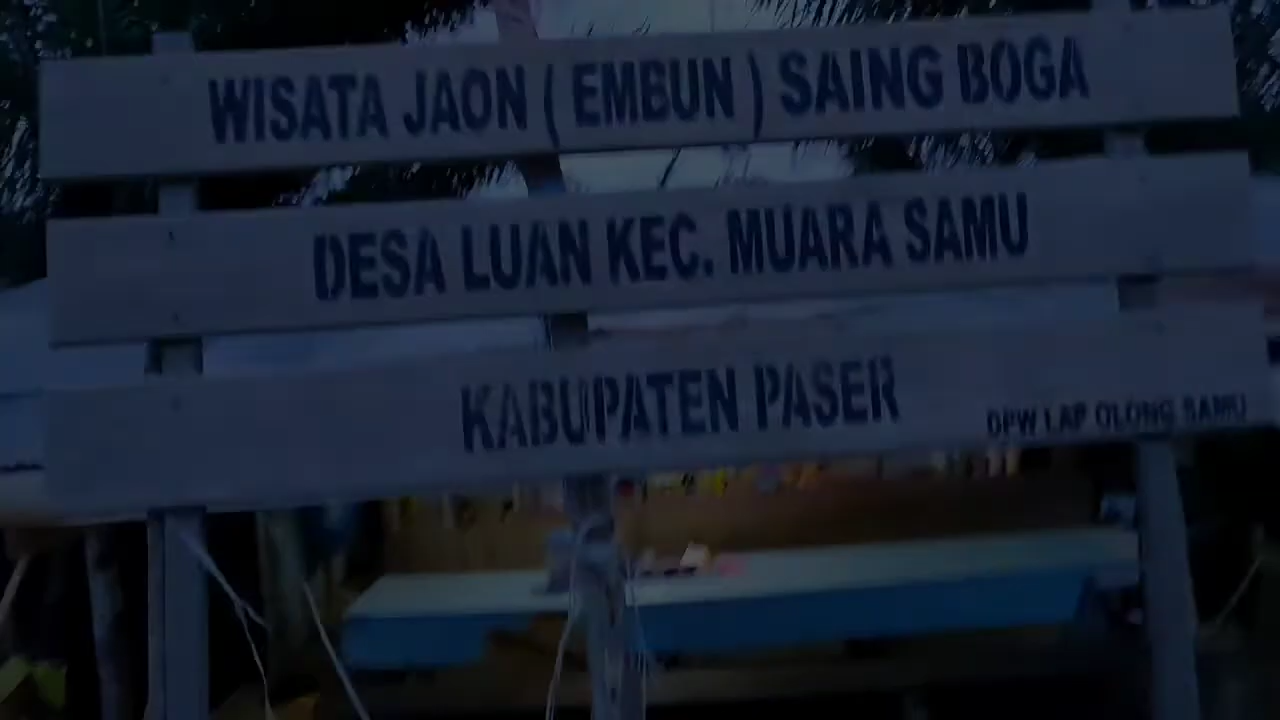 WISATA JAON ( EMBUN ) SAING BOGA
DESA LUAN KEC. MUARA SAMU
KABUPATEN PASER
DPW LAP OLONG SAMU